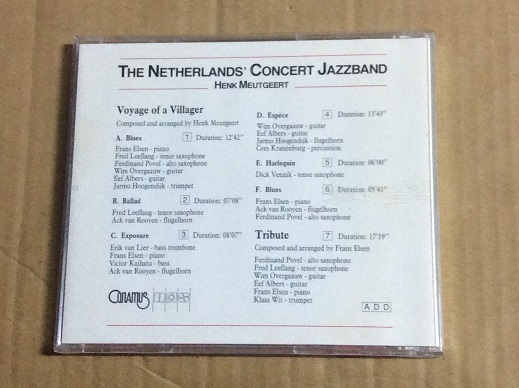 THE NETHERLANDS' CONCERT JAZZBAND
HENK MEUTGEERT
Voyage of a Villager
Composed and arranged by Henk Meutgeert
A. Blues 1 Duration: 12'42"
Frans Elsen - piano
Fred Leeflang - tenor saxophone
Ferdinand Povel - alto saxophone
Wim Overgaauw - guitar
Eef Albers - guitar
Jarmo Hoogendijk - trumpet
B. Ballad 2 Duration: 07'08"
Fred Leeflang - tenor saxophone
Ack van Rooyen - flugelhorn
C. Exposure 3 Duration: 08'07"
Erik van Lier - bass trombone
Frans Elsen - piano
Victor Kaihatu - bass
Ack van Rooyen - flugelhorn
D. Espèce 4 Duration: 13'43"
Wim Overgaauw - guitar
Eef Albers - guitar
Jarmo Hoogendijk - flugelhorn
Cees Kranenburg - percussion
E. Harlequin 5 Duration: 06'00"
Dick Vennik - tenor saxophone
F. Blues 6 Duration: 05'41"
Frans Elsen - piano
Ack van Rooyen - flugelhorn
Ferdinand Povel - alto saxophone
Tribute 7 Duration: 17'19"
Composed and arranged by Frans Elsen
Ferdinand Povel - alto saxophone
Fred Leeflang - tenor saxophone
Wim Overgaauw - guitar
Eef Albers - guitar
Frans Elsen - piano
Klaas Wit - trumpet
CANAMUS
ADD